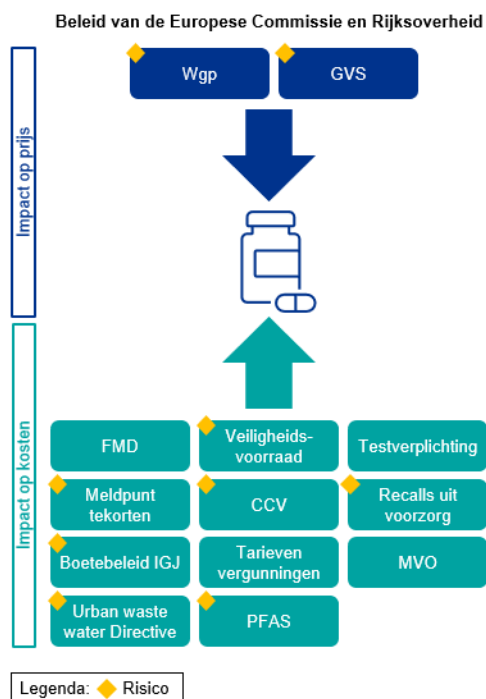 Beleid van de Europese Commissie en Rijksoverheid
Wgp
GVS
Impact op prijs
Impact op kosten
FMD
Veiligheids-
voorraad
Testverplichting
Meldpunt
tekorten
CCV
Recalls uit
voorzorg
Boetebeleid IGJ
Tarieven
vergunningen
MVO
Urban waste
water Directive
PFAS
Legenda: Risico